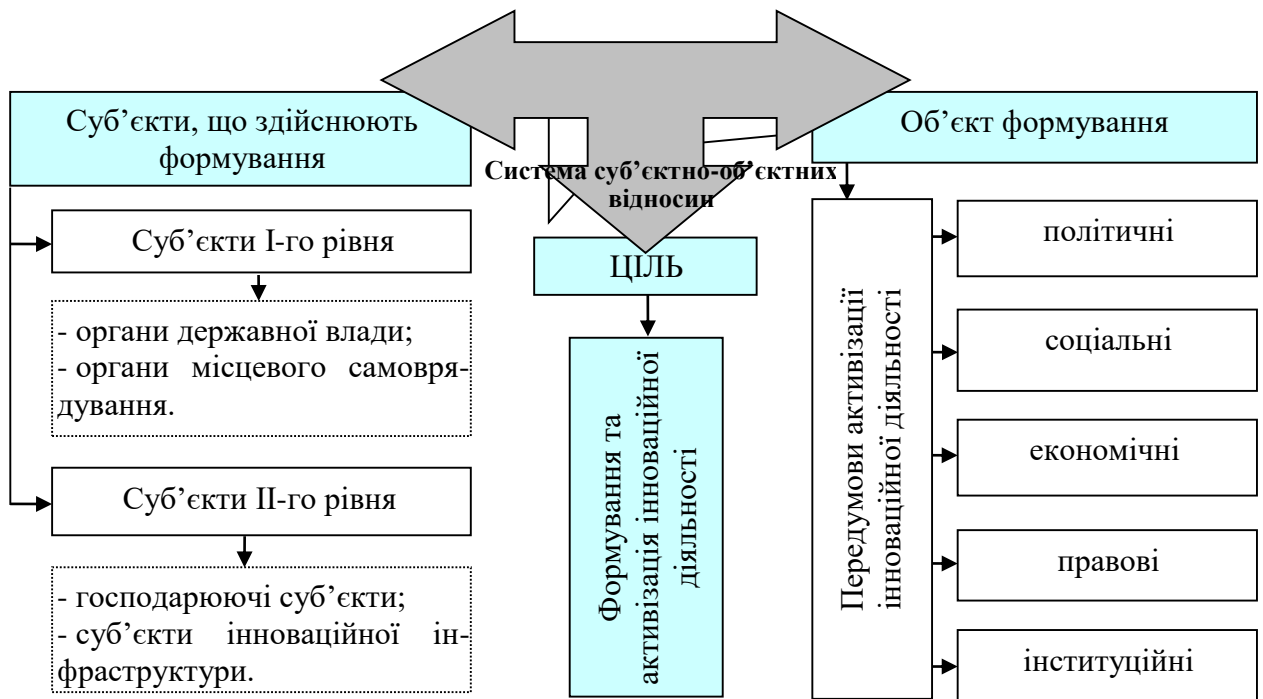 Суб’єкти, що здійснюють
формування
Суб’єкти І-го рівня
- органи державної влади;
- органи місцевого самовря-
дування.
Суб’єкти ІІ-го рівня
- господарюючі суб’єкти;
- суб’єкти інноваційної ін-
фраструктури.
Система суб’єктно-об’єктних
відносин
ЦІЛЬ
Формування та
активізація інноваційної
діяльності
Об’єкт формування
Передумови активізації
інноваційної діяльності
політичні
соціальні
економічні
правові
інституційні